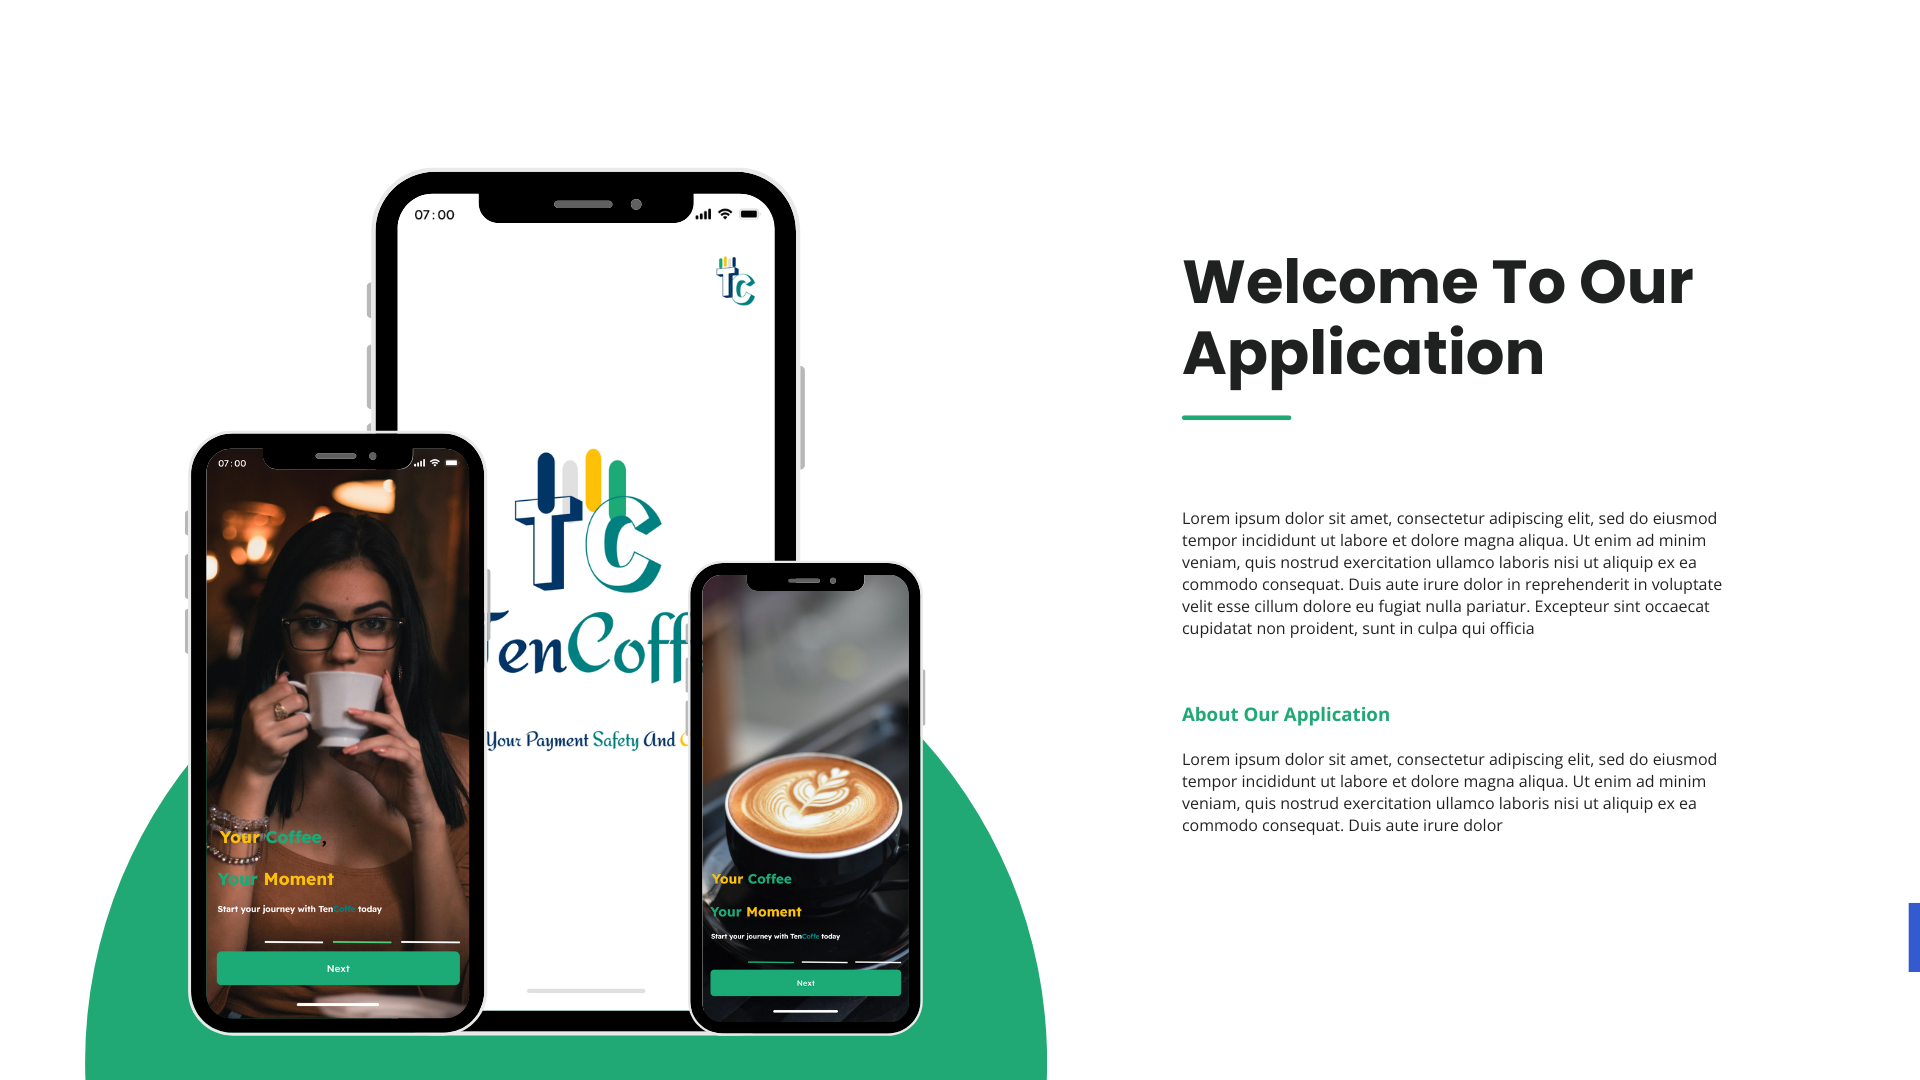 07:00
TC
TC
TenCoff
Your Payment Safety And
07:00
Your Coffee,
Your Moment
Start your journey with TenCoffe today
Next
Your Coffee
Your Moment
Start your journey with TenCoffe today
Next
Welcome To Our
Application
Lorem ipsum dolor sit amet, consectetur adipiscing elit, sed do eiusmod
tempor incididunt ut labore et dolore magna aliqua. Ut enim ad minim
veniam, quis nostrud exercitation ullamco laboris nisi ut aliquip ex ea
commodo consequat. Duis aute irure dolor in reprehenderit in voluptate
velit esse cillum dolore eu fugiat nulla pariatur. Excepteur sint occaecat
cupidatat non proident, sunt in culpa qui officia
About Our Application
Lorem ipsum dolor sit amet, consectetur adipiscing elit, sed do eiusmod
tempor incididunt ut labore et dolore magna aliqua. Ut enim ad minim
veniam, quis nostrud exercitation ullamco laboris nisi ut aliquip ex ea
commodo consequat. Duis aute irure dolor